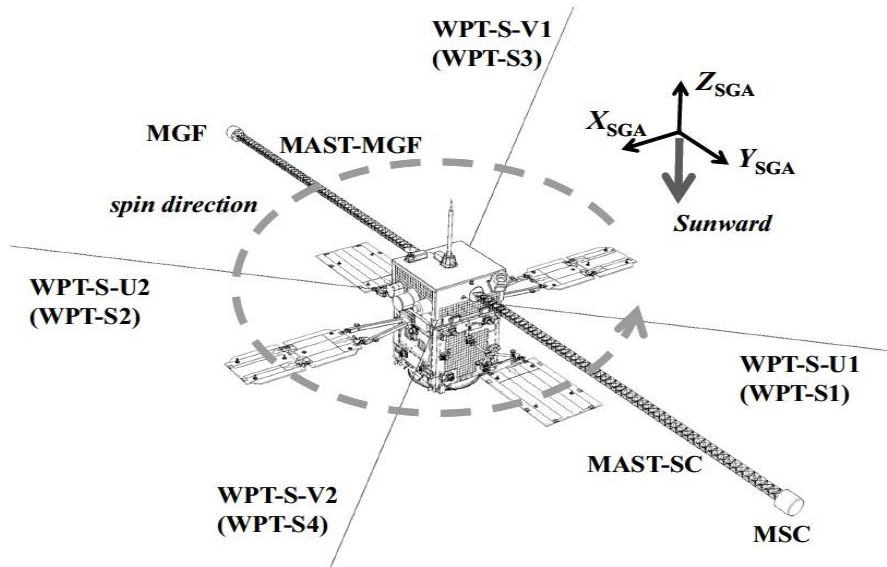 WPT-S-V1
(WPT-S3)
Z_SGA
MGF
MAST-MGF
X_SGA
Y_SGA
spin direction
Sunward
WPT-S-U2
(WPT-S2)
WPT-S-U1
(WPT-S1)
MAST-SC
WPT-S-V2
(WPT-S4)
MSC